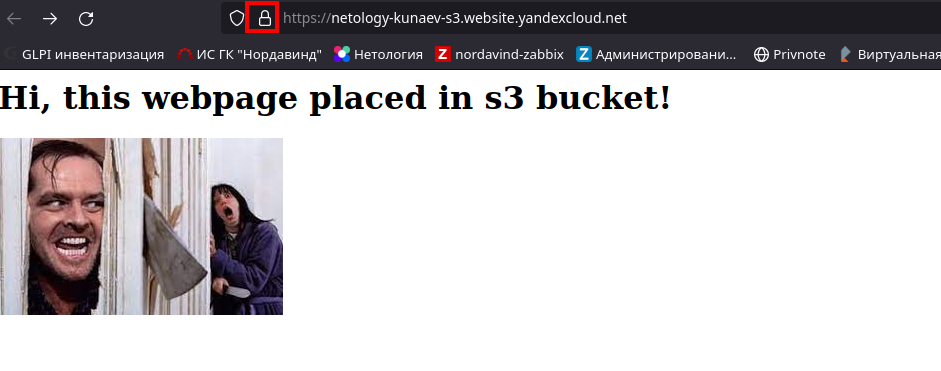 https://netology-kunaev-s3.website.yandexcloud.net
GLPI инвентаризация ИС ГК "Нордавинд" Нетология Z nordavind-zabbix Z Администрировани... Privnote Виртуальная
Hi, this webpage placed in s3 bucket!